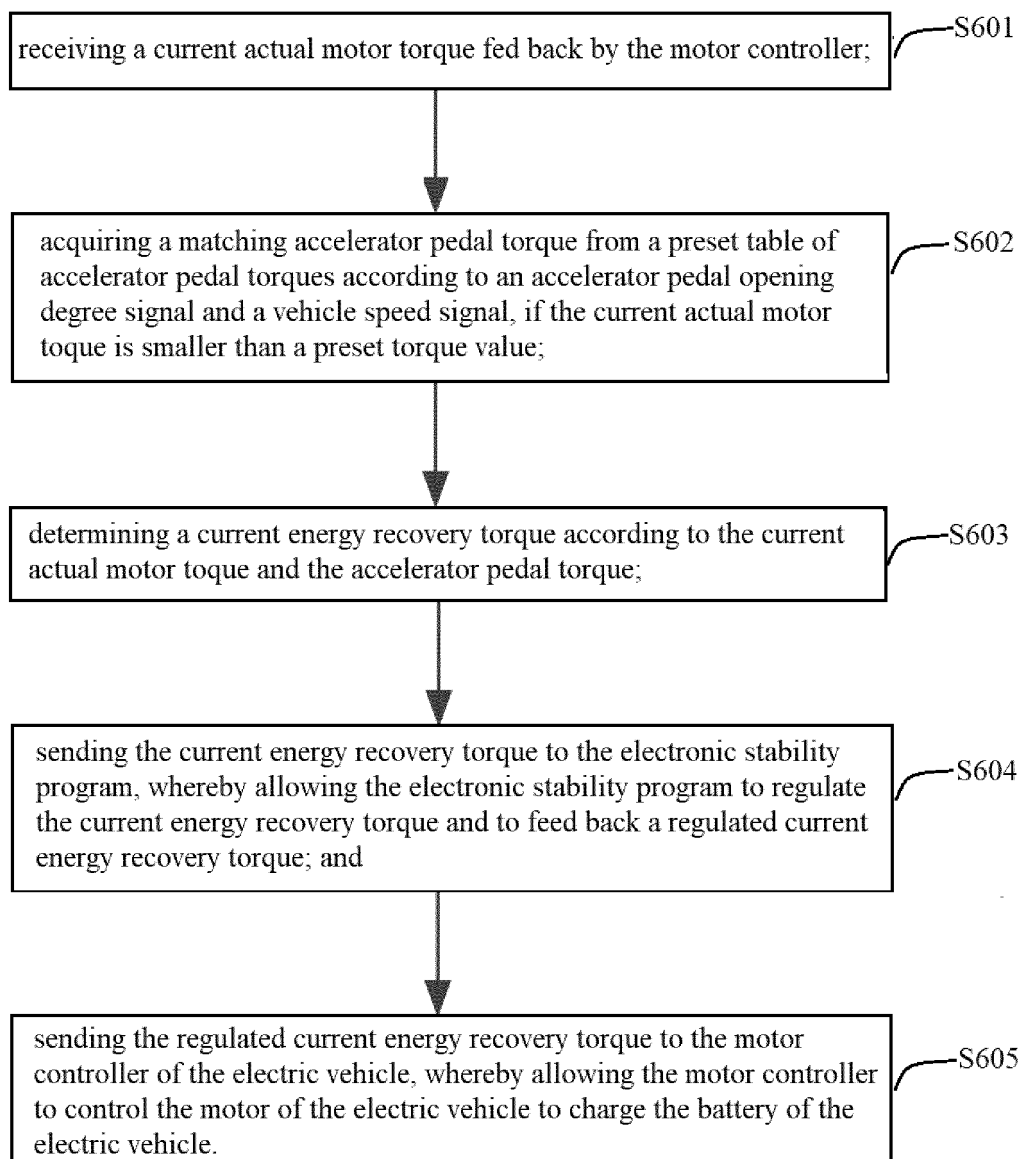 receiving a current actual motor torque fed back by the motor controller;
S601
acquiring a matching accelerator pedal torque from a preset table of
accelerator pedal torques according to an accelerator pedal opening
degree signal and a vehicle speed signal, if the current actual motor
toque is smaller than a preset torque value;
S602
determining a current energy recovery torque according to the current
actual motor toque and the accelerator pedal torque;
S603
sending the current energy recovery torque to the electronic stability
program, whereby allowing the electronic stability program to regulate
the current energy recovery torque and to feed back a regulated current
energy recovery torque; and
S604
sending the regulated current energy recovery torque to the motor
controller of the electric vehicle, whereby allowing the motor controller
to control the motor of the electric vehicle to charge the battery of the
electric vehicle.
S605